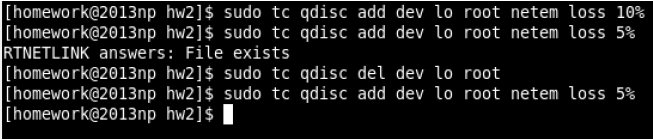 [homework@2013np hw2]$ sudo tc qdisc add dev lo root netem loss 10%
[homework@2013np hw2]$ sudo tc qdisc add dev lo root netem loss 5%
RTNETLINK answers: File exists
[homework@2013np hw2]$ sudo tc qdisc del dev lo root
[homework@2013np hw2]$ sudo tc qdisc add dev lo root netem loss 5%
[homework@2013np hw2]$